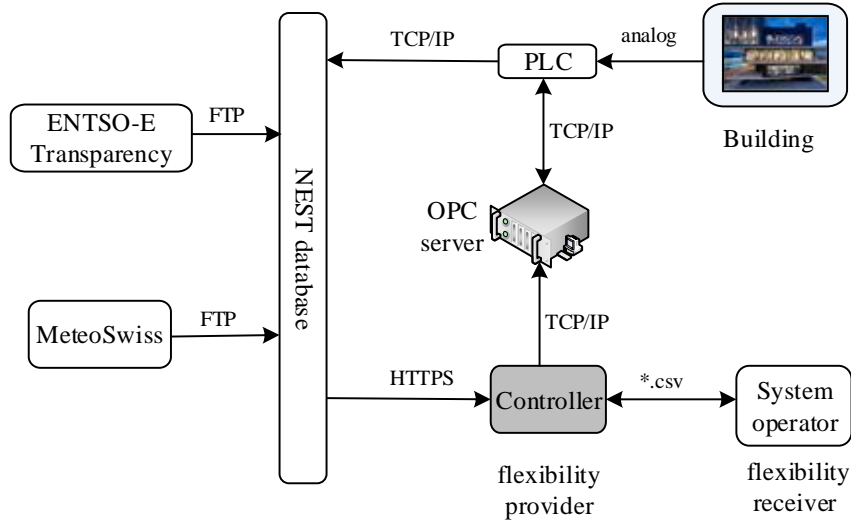 TCP/IP
PLC
analog
Building
ENTSO-E
Transparency
FTP
NEST database
TCP/IP
OPC
server
MeteoSwiss
FTP
TCP/IP
HTTPS
Controller
*.csv
System
operator
flexibility
provider
flexibility
receiver